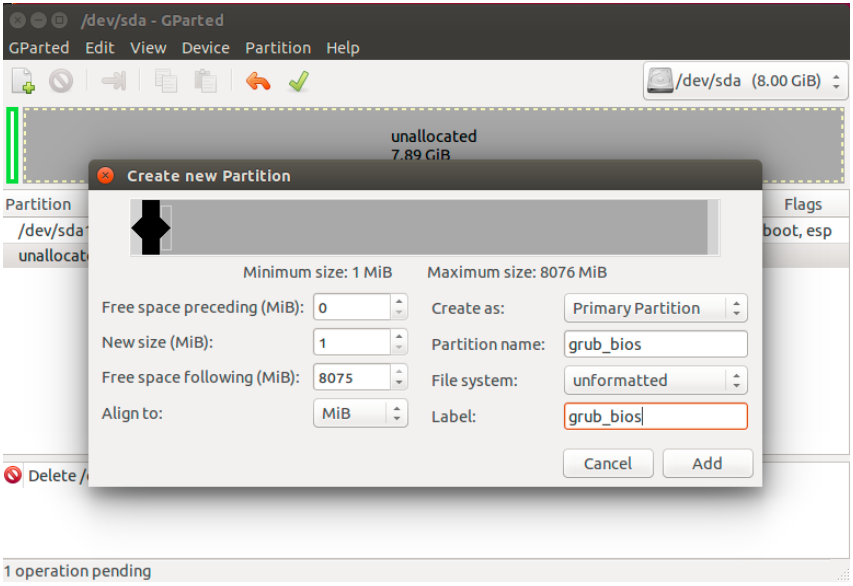 /dev/sda - GParted
GParted Edit View Device Partition Help
/dev/sda (8.00 GiB)
unallocated
7.89 GiB
Create new Partition
Partition
Flags
/dev/sda1
boot, esp
unallocat
Minimum size: 1 MiB Maximum size: 8076 MiB
Free space preceding (MiB): 0 Create as: Primary Partition
New size (MiB): 1 Partition name: grub_bios
Free space following (MiB): 8075 File system: unformatted
Align to: MiB Label: grub_bios
Cancel Add
Delete /
1 operation pending